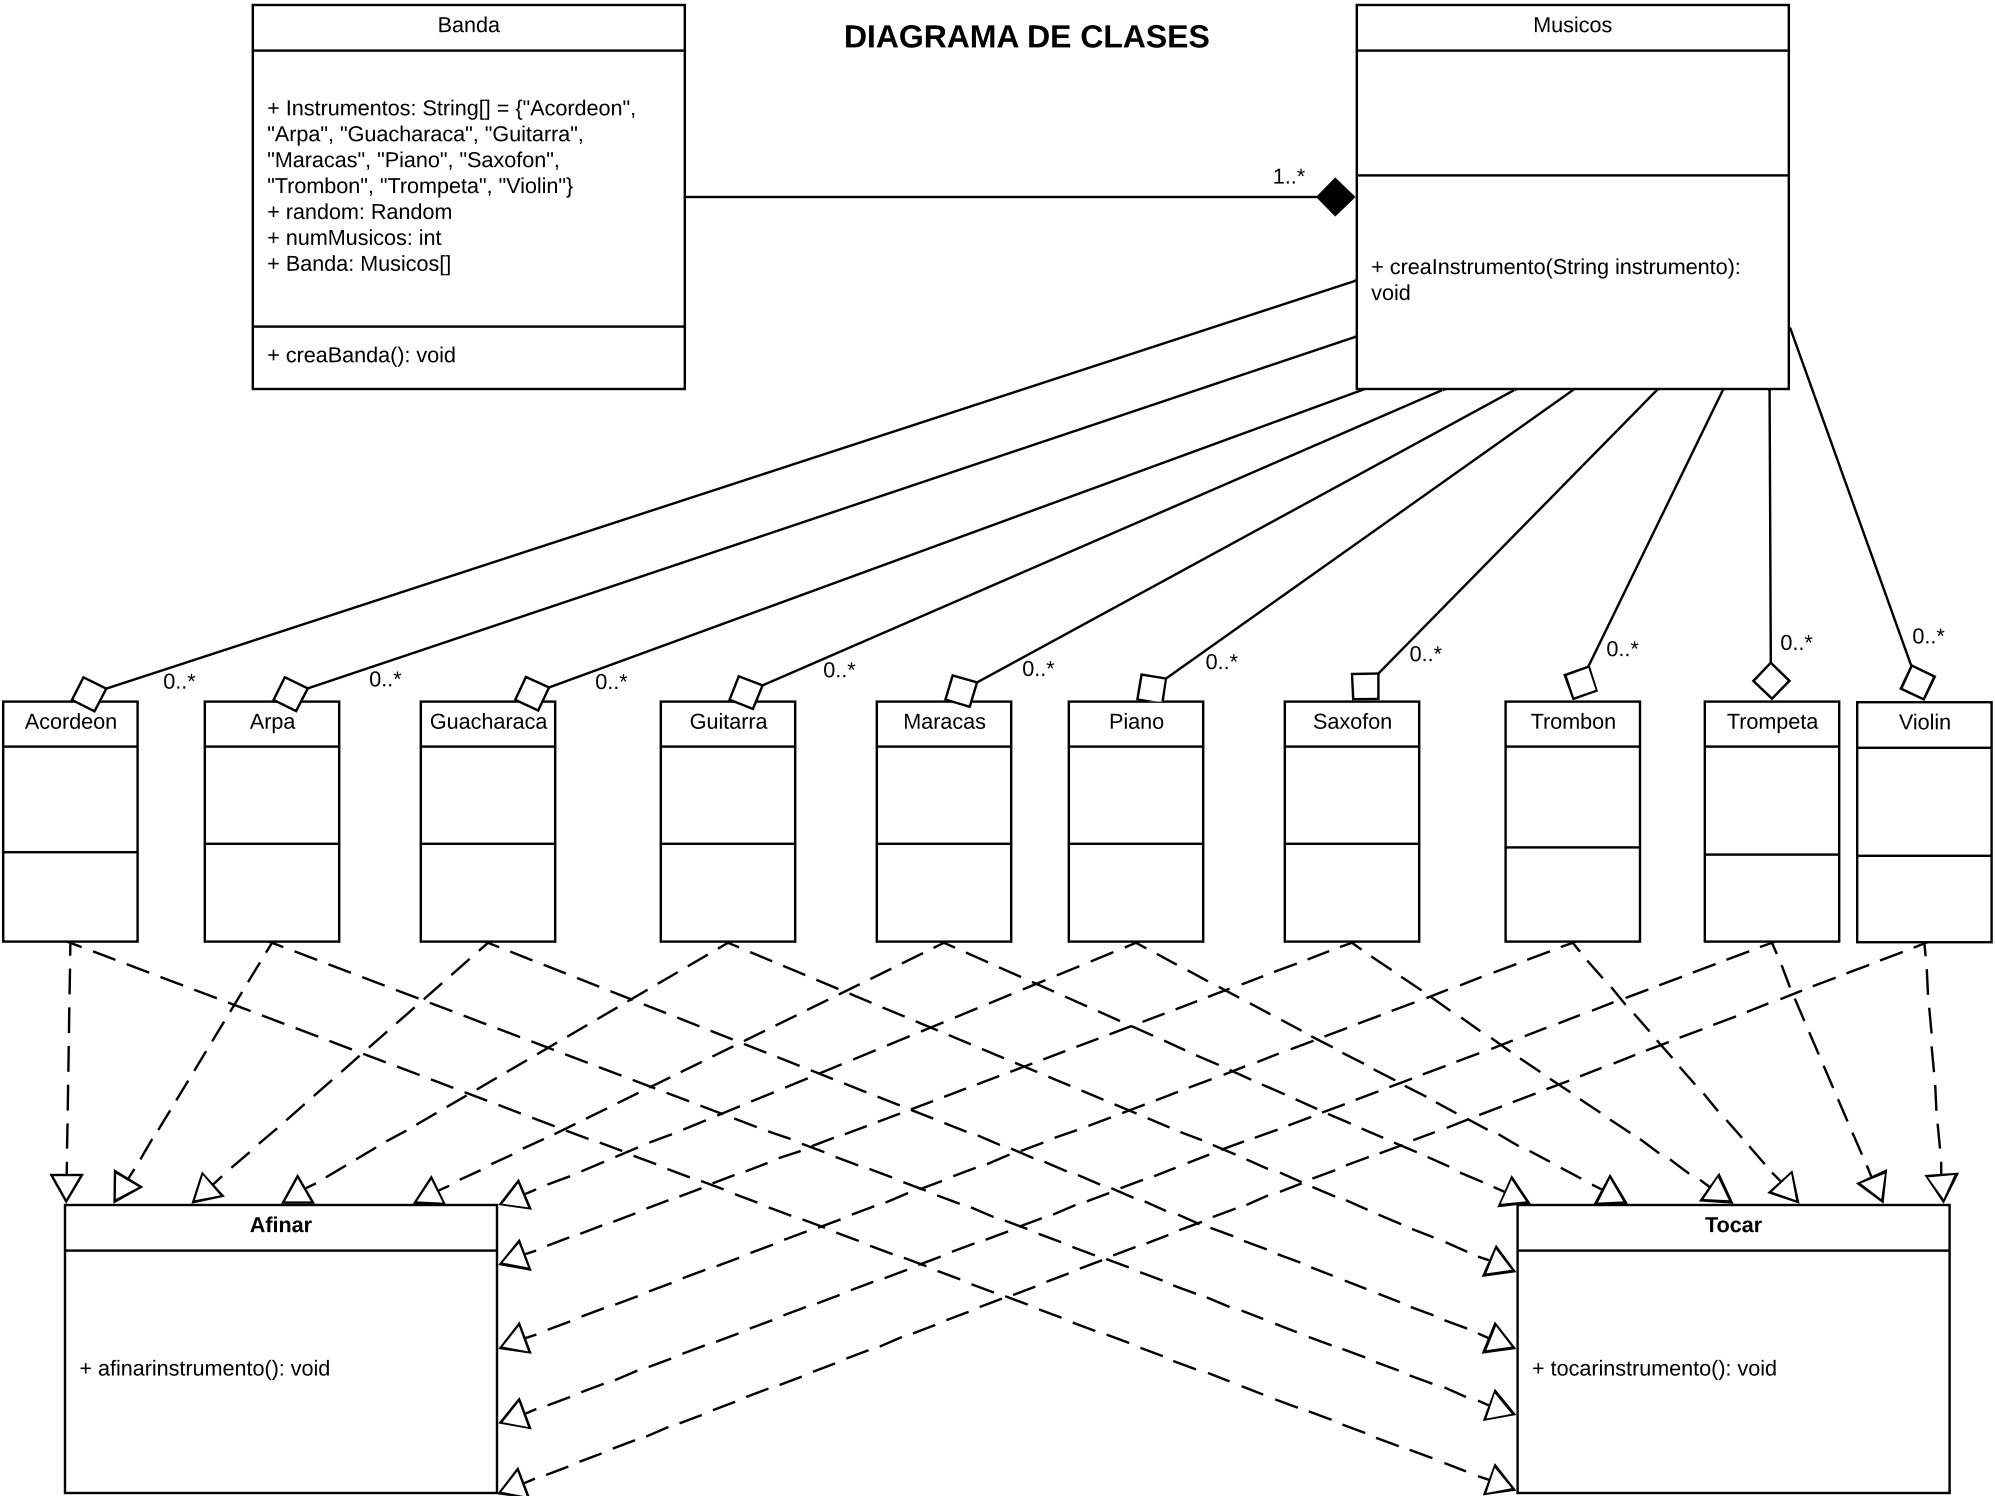 Banda
DIAGRAMA DE CLASES
Musicos
+ Instrumentos: String[] = {"Acordeon",
"Arpa", "Guacharaca", "Guitarra",
"Maracas", "Piano", "Saxofon",
"Trombon", "Trompeta", "Violin"}
+ random: Random
+ numMusicos: int
+ Banda: Musicos[]
+ creaBanda(): void
1..*
+ creaInstrumento(String instrumento):
void
0..*
0..*
0..*
0..*
0..*
0..*
0..*
0..*
0..*
0..*
Acordeon
Arpa
Guacharaca
Guitarra
Maracas
Piano
Saxofon
Trombon
Trompeta
Violin
Afinar
+ afinarinstrumento(): void
Tocar
+ tocarinstrumento(): void